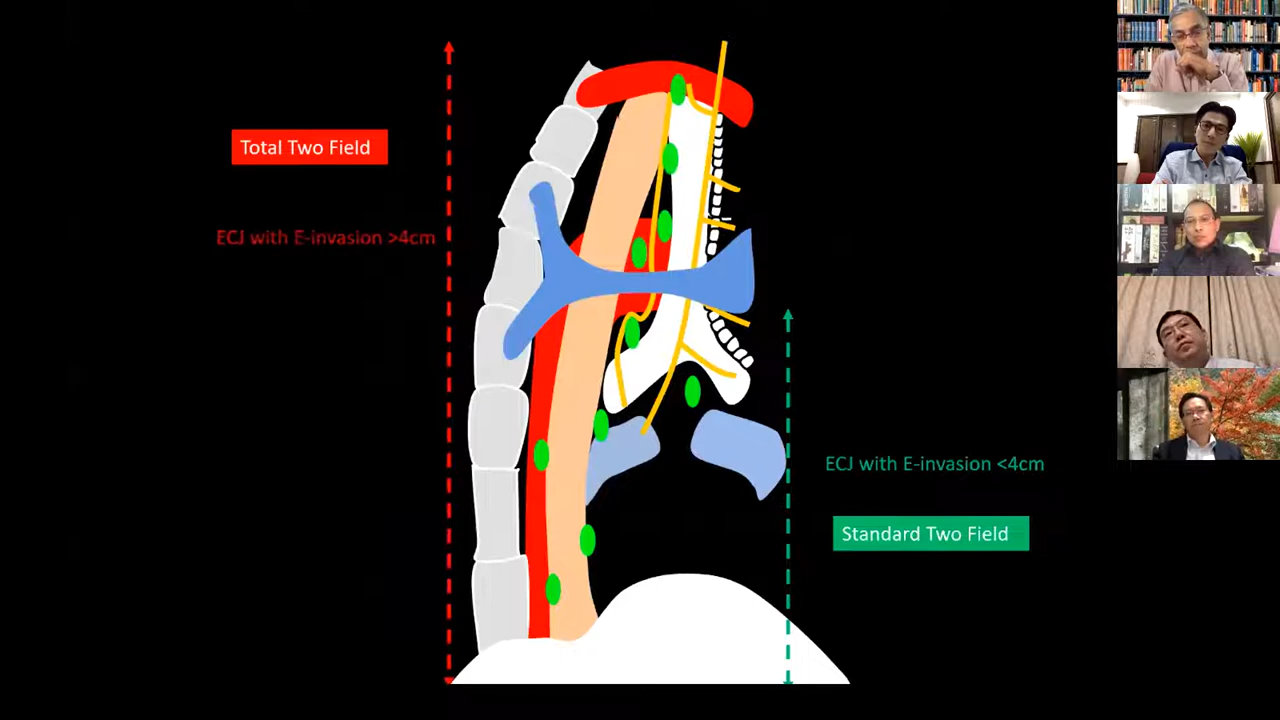 Total Two Field
ECJ with E-invasion >4cm
ECJ with E-invasion <4cm
Standard Two Field